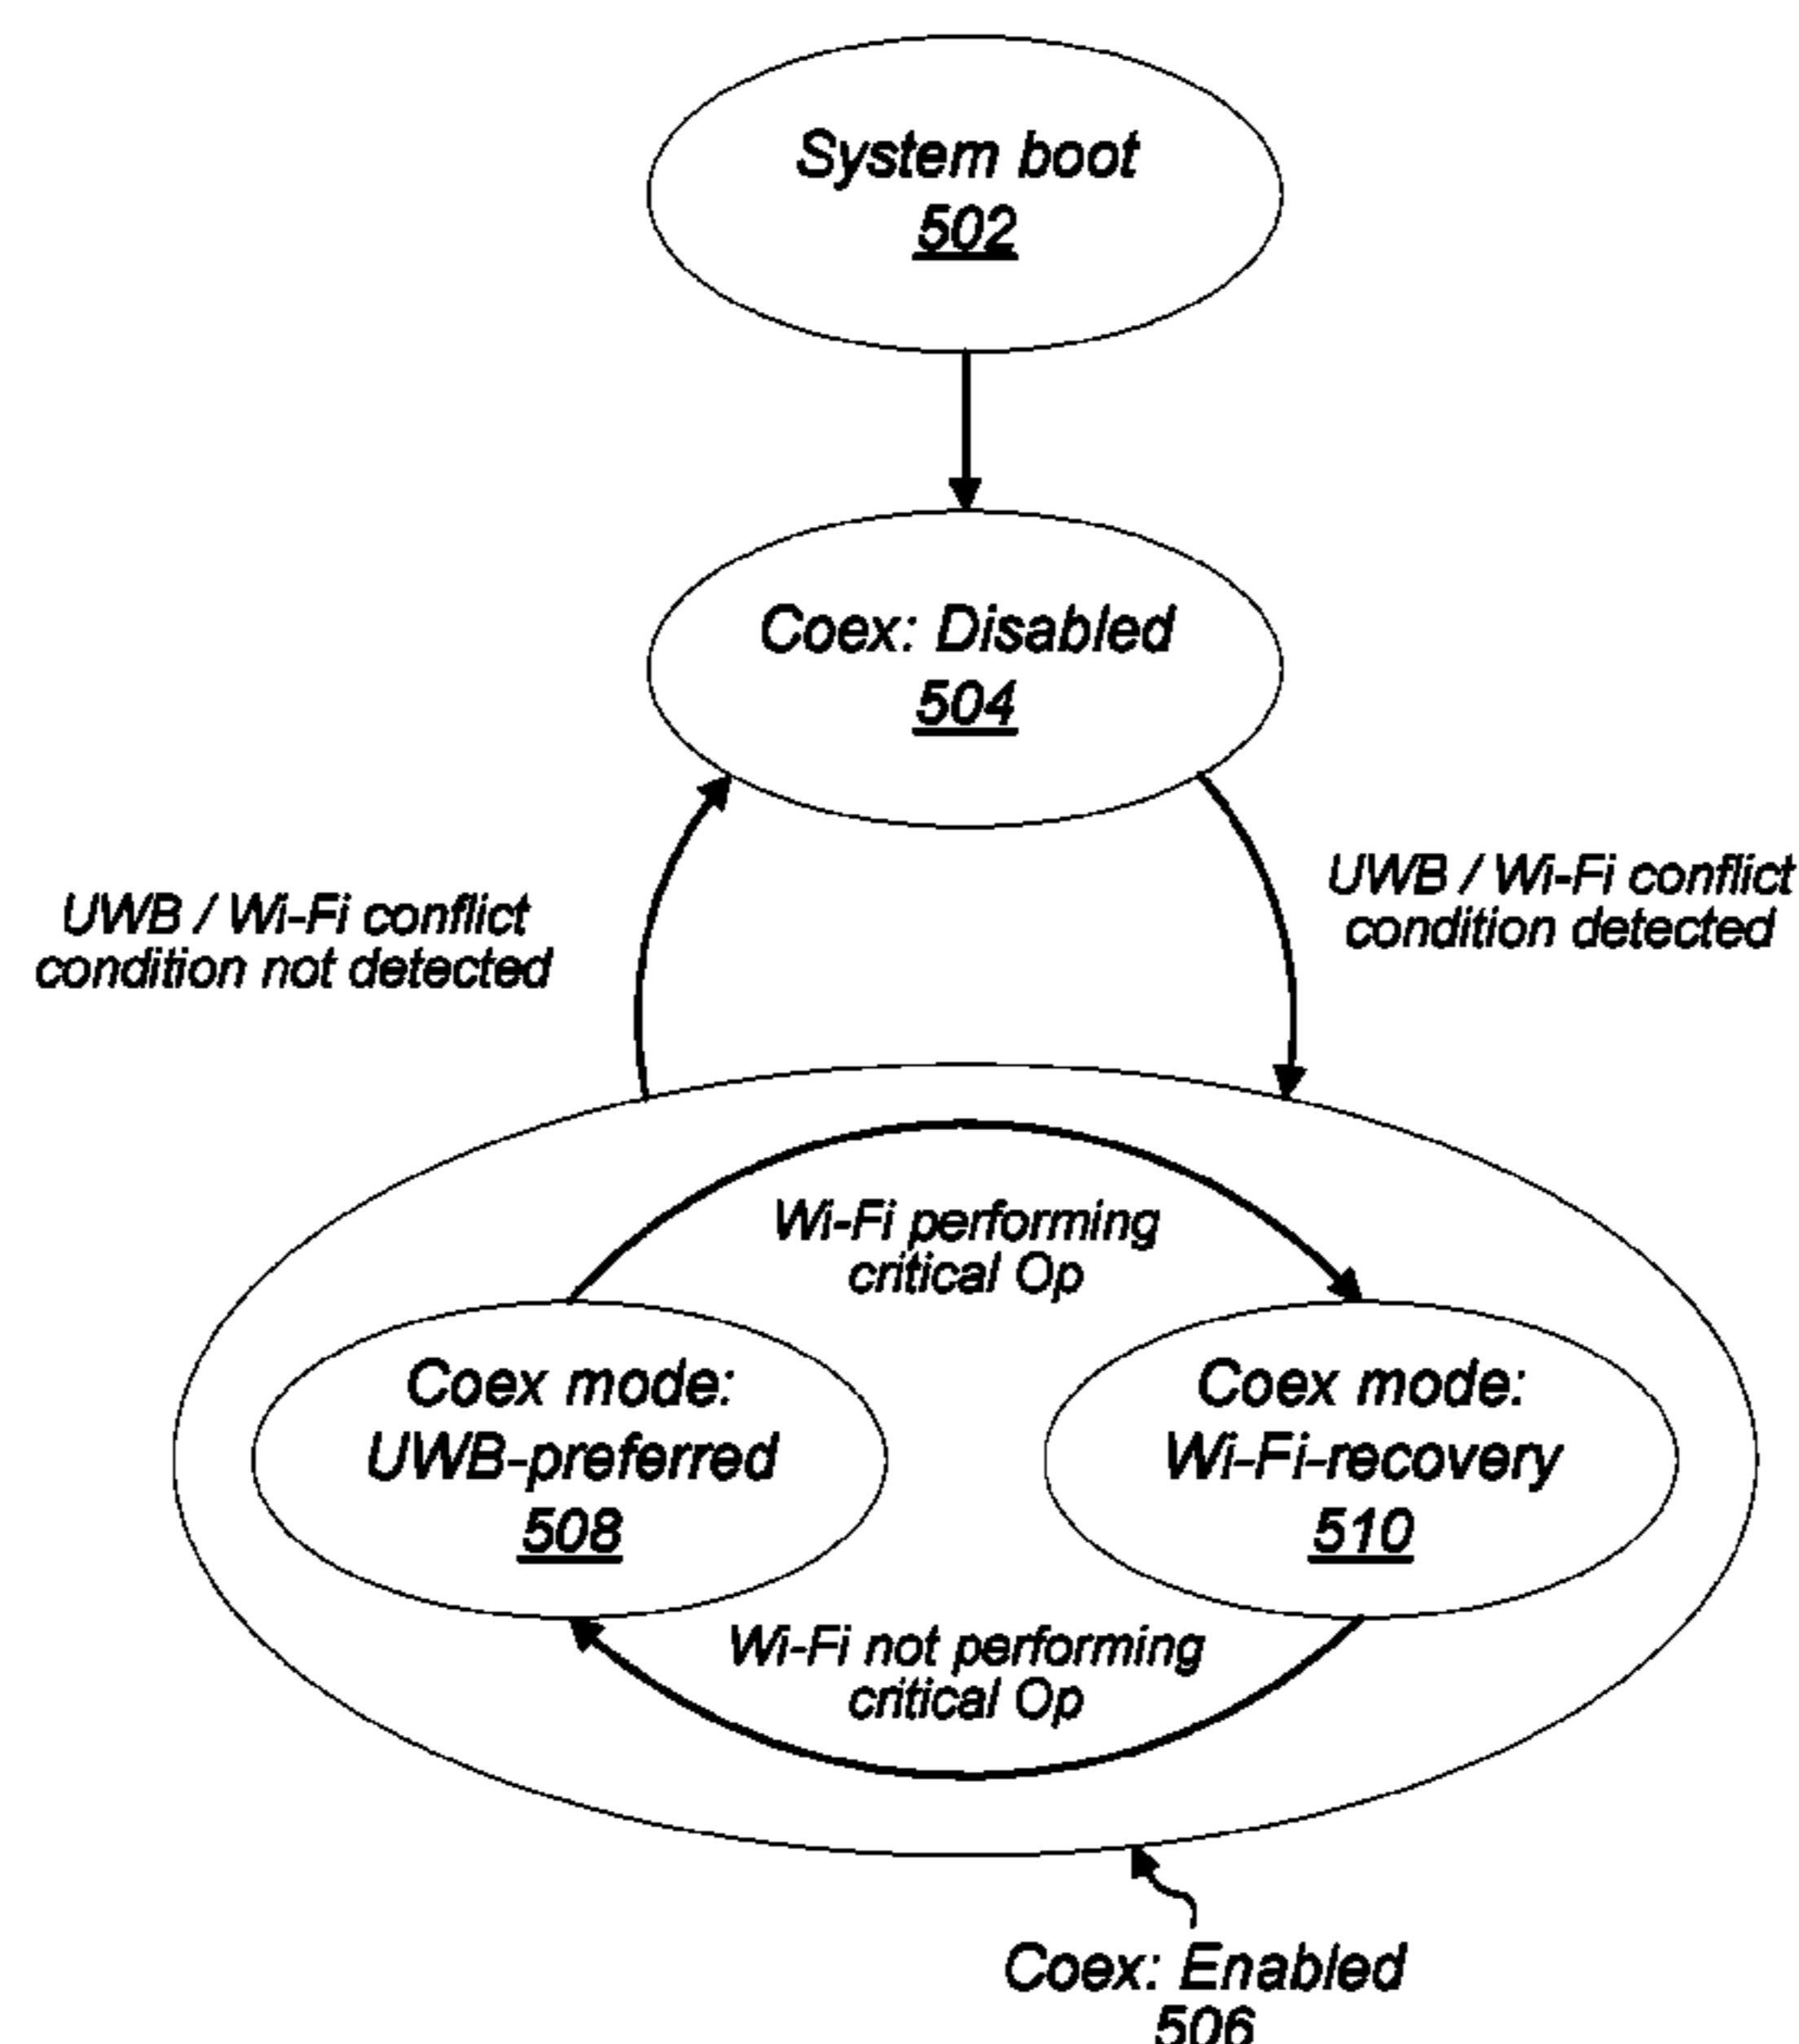 System boot
502
Coex: Disabled
504
UWB / Wi-Fi conflict
condition not detected
UWB / Wi-Fi conflict
condition detected
Wi-Fi performing
critical Op
Coex mode:
UWB-preferred
508
Coex mode:
Wi-Fi-recovery
510
Wi-Fi not performing
critical Op
Coex: Enabled
506